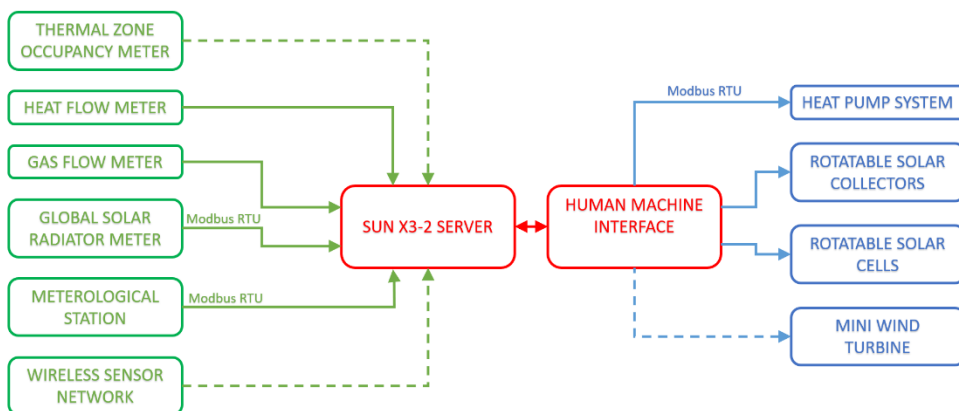 THERMAL ZONE
OCCUPANCY METER
HEAT FLOW METER
GAS FLOW METER
GLOBAL SOLAR
RADIATOR METER
Modbus RTU
METEROLOGICAL
STATION
Modbus RTU
WIRELESS SENSOR
NETWORK
SUN X3-2 SERVER
HUMAN MACHINE
INTERFACE
Modbus RTU
HEAT PUMP SYSTEM
ROTATABLE SOLAR
COLLECTORS
ROTATABLE SOLAR
CELLS
MINI WIND
TURBINE